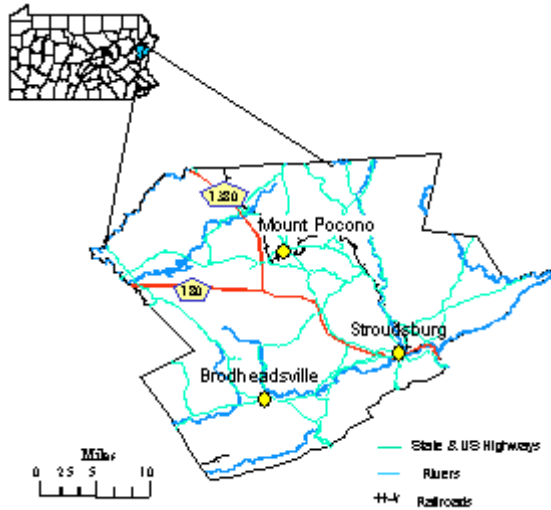 I 380
Mount Pocono
I 80
Stroudsburg
Brodheadsville
Miles
0 2.5 5 10
State & US Highways
Rivers
Railroads